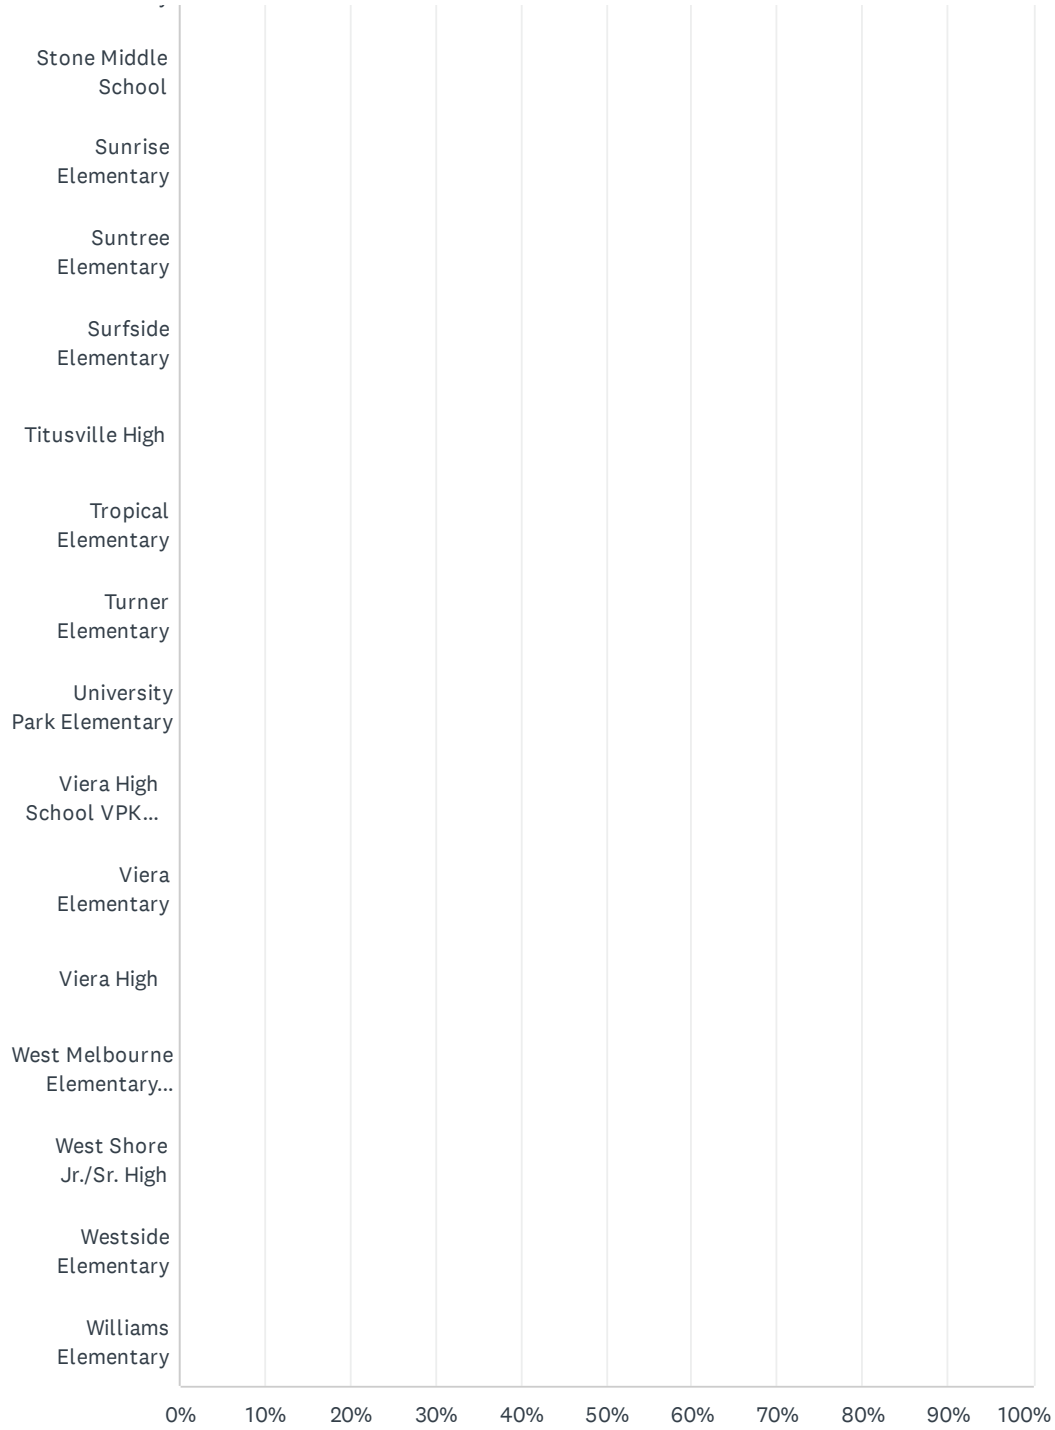 Stone Middle
School
Sunrise
Elementary
Suntree
Elementary
Surfside
Elementary
Titusville High
Tropical
Elementary
Turner
Elementary
University
Park Elementary
Viera High
School VPK...
Viera
Elementary
Viera High
West Melbourne
Elementary...
West Shore
Jr./Sr. High
Westside
Elementary
Williams
Elementary
0% 10% 20% 30% 40% 50% 60% 70% 80% 90% 100%